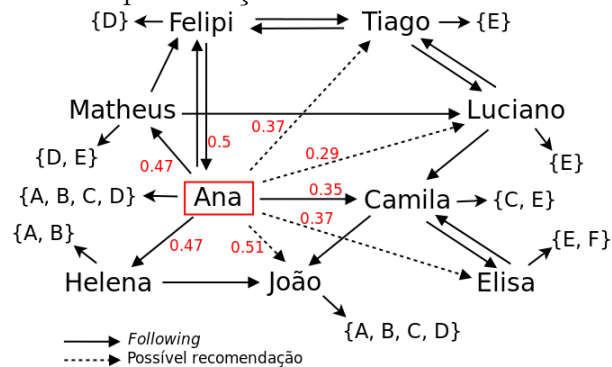 {D} Felipi Tiago {E}
Matheus Luciano
0.37
0.5
{D, E} 0.47 0.29 {E}
{A, B, C, D} Ana 0.35 Camila {C, E}
{A, B} 0.47 0.51 0.37 {E, F}
Helena João Elisa
{A, B, C, D}
Following
Possível recomendação